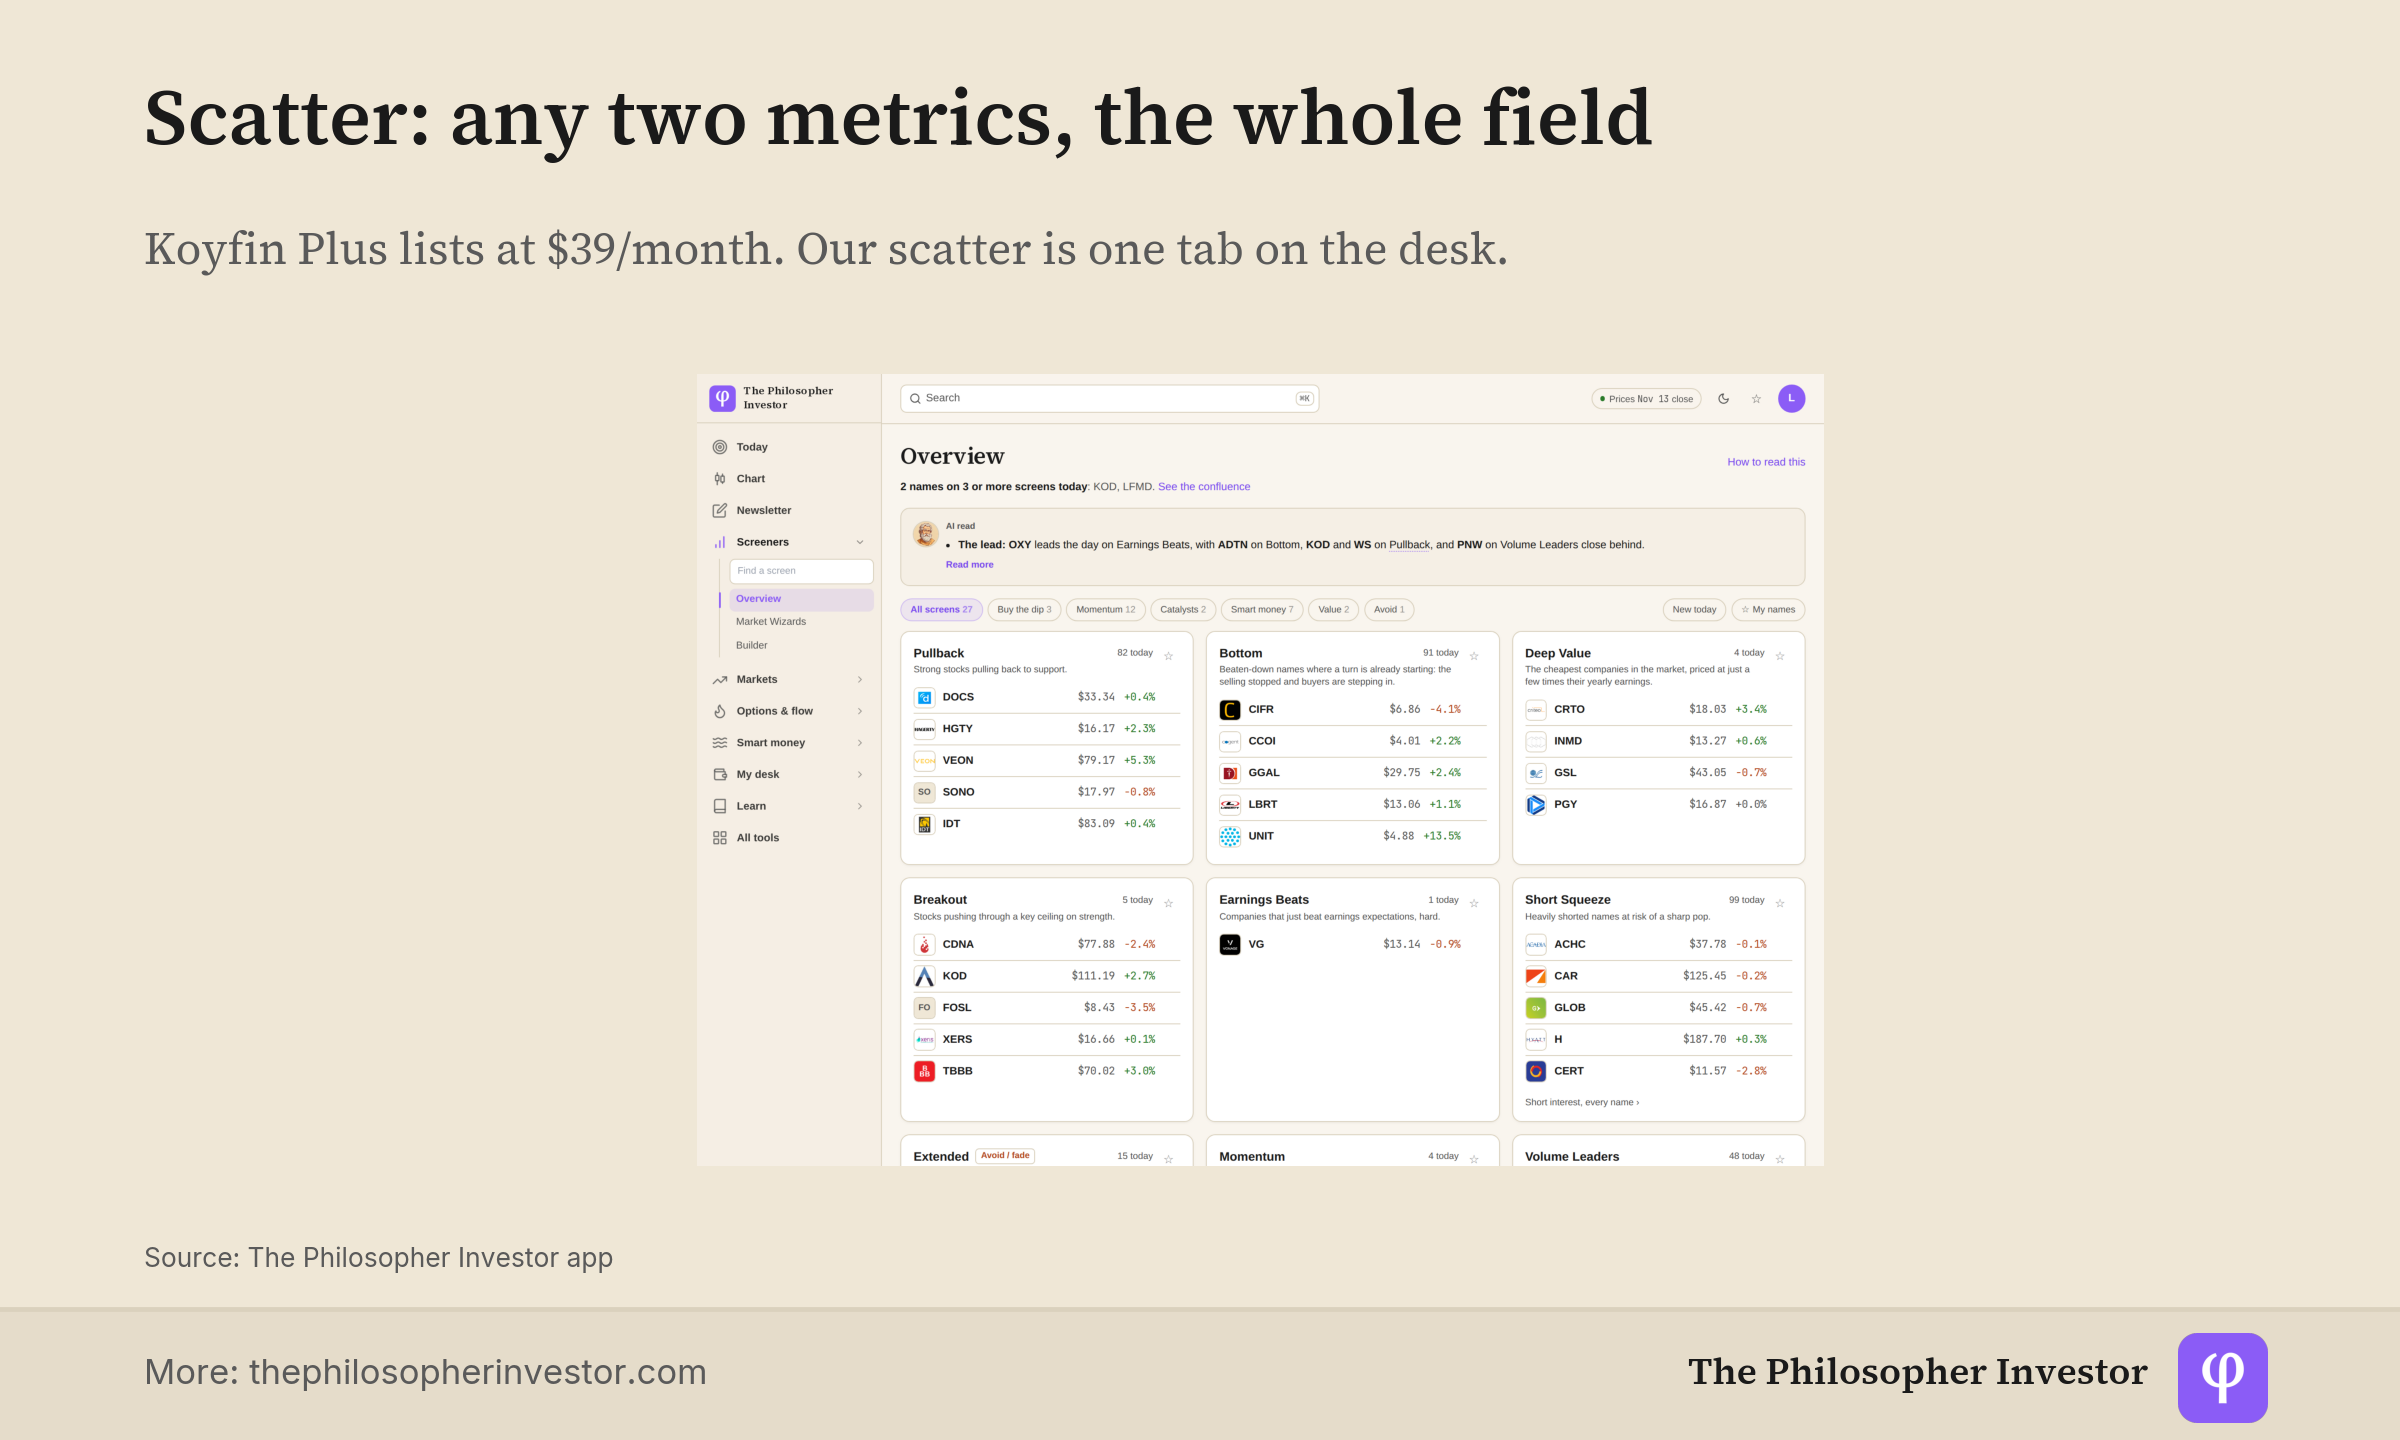 Scatter: any two metrics, the whole field
Koyfin Plus lists at $39/month. Our scatter is one tab on the desk.
φ The Philosopher
Investor
Search ⌘K
Prices Nov 13 close
L
Today
Chart
Newsletter
Screeners
Find a screen
Overview
Market Wizards
Builder
Markets
Options & flow
Smart money
My desk
Learn
All tools
Overview
How to read this
2 names on 3 or more screens today: KOD, LFMD. See the confluence
AI read
• The lead: OXY leads the day on Earnings Beats, with ADTN on Bottom, KOD and WS on Pullback, and PNW on Volume Leaders close behind.
Read more
All screens 27 Buy the dip 3 Momentum 12 Catalysts 2 Smart money 7 Value 2 Avoid 1 New today ☆ My names
Pullback 82 today ☆
Strong stocks pulling back to support.
DOCS $33.34 +0.4%
HGTY $16.17 +2.3%
VEON $79.17 +5.3%
SO SONO $17.97 -0.8%
IDT $83.09 +0.4%
Bottom 91 today ☆
Beaten-down names where a turn is already starting: the
selling stopped and buyers are stepping in.
CIFR $6.86 -4.1%
CCOI $4.01 +2.2%
GGAL $29.75 +2.4%
LBRT $13.06 +1.1%
UNIT $4.88 +13.5%
Deep Value 4 today ☆
The cheapest companies in the market, priced at just a
few times their yearly earnings.
CRTO $18.03 +3.4%
INMD $13.27 +0.6%
GSL $43.05 -0.7%
PGY $16.87 +0.0%
Breakout 5 today ☆
Stocks pushing through a key ceiling on strength.
CDNA $77.88 -2.4%
KOD $111.19 +2.7%
FO FOSL $8.43 -3.5%
XERS $16.66 +0.1%
TBBB $70.02 +3.0%
Earnings Beats 1 today ☆
Companies that just beat earnings expectations, hard.
VG $13.14 -0.9%
Short Squeeze 99 today ☆
Heavily shorted names at risk of a sharp pop.
ACHC $37.78 -0.1%
CAR $125.45 -0.2%
GLOB $45.42 -0.7%
H $187.70 +0.3%
CERT $11.57 -2.8%
Short interest, every name ›
Extended Avoid / fade 15 today ☆
Momentum 4 today ☆
Volume Leaders 48 today ☆
Source: The Philosopher Investor app
More: thephilosopherinvestor.com
The Philosopher Investor φ